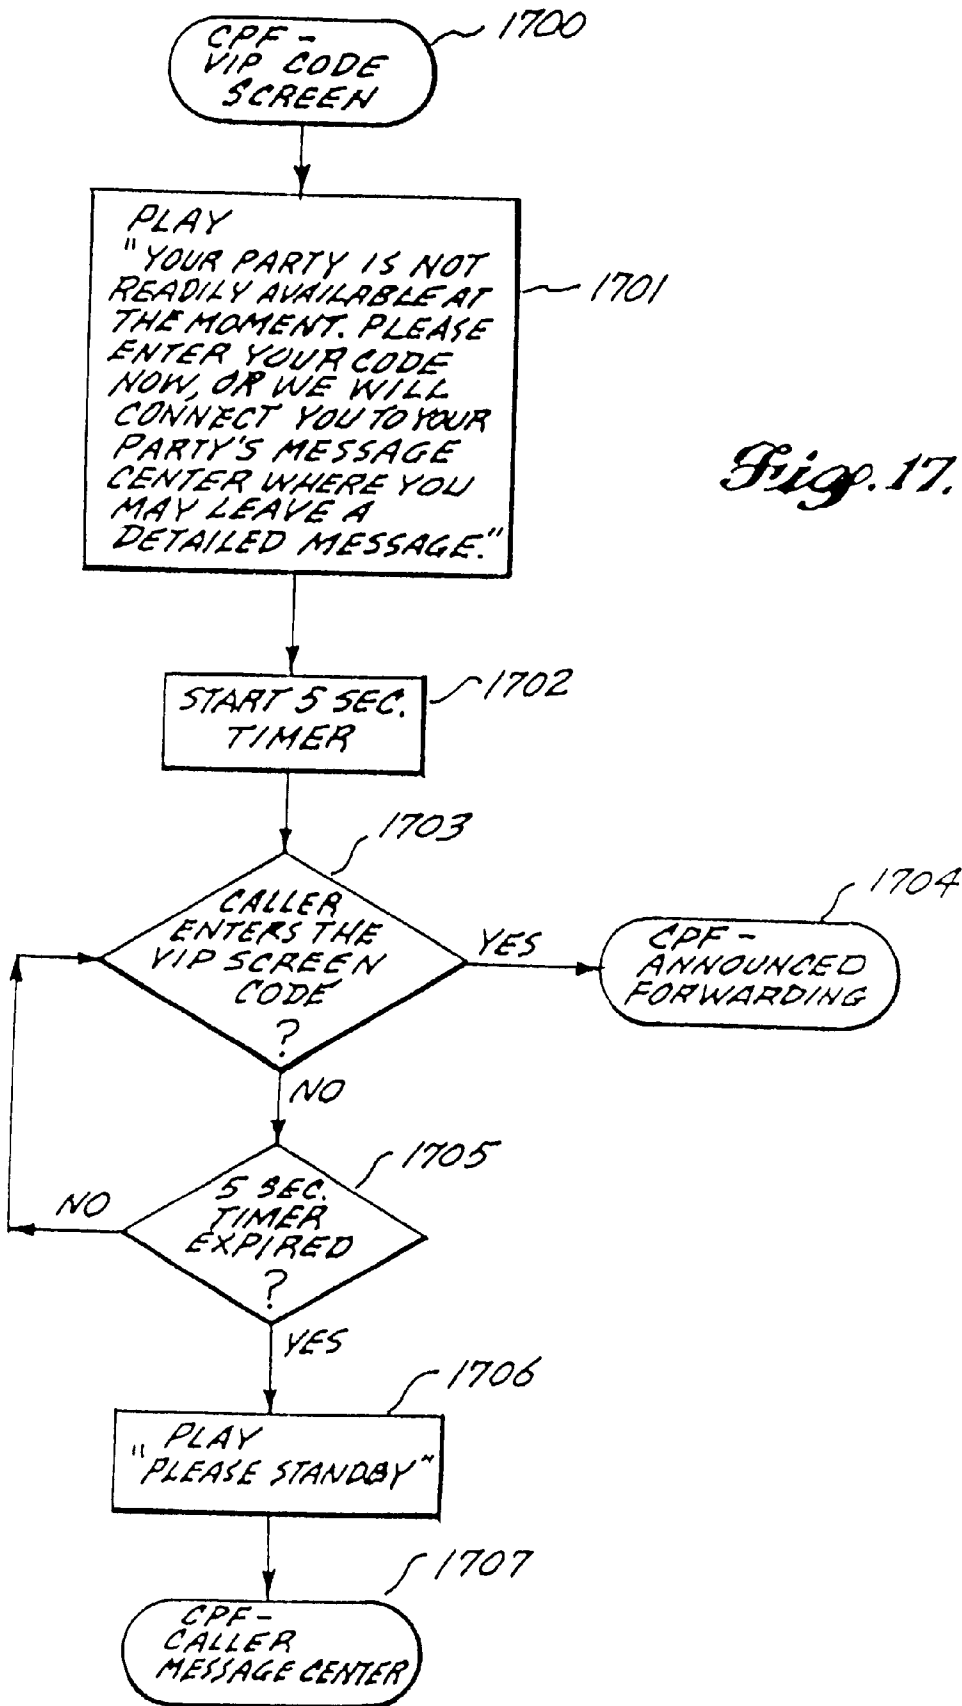 CPF -
VIP CODE
SCREEN
1700
PLAY
"YOUR PARTY IS NOT
READILY AVAILABLE AT
THE MOMENT. PLEASE
ENTER YOUR CODE
NOW, OR WE WILL
CONNECT YOU TO YOUR
PARTY'S MESSAGE
CENTER WHERE YOU
MAY LEAVE A
DETAILED MESSAGE."
1701
Fig. 17.
START 5 SEC.
TIMER
1702
CALLER
ENTERS THE
VIP SCREEN
CODE
?
1703
YES
CPF -
ANNOUNCED
FORWARDING
1704
NO
5 SEC.
TIMER
EXPIRED
?
1705
NO
YES
PLAY
"PLEASE STANDBY"
1706
CPF -
CALLER
MESSAGE CENTER
1707